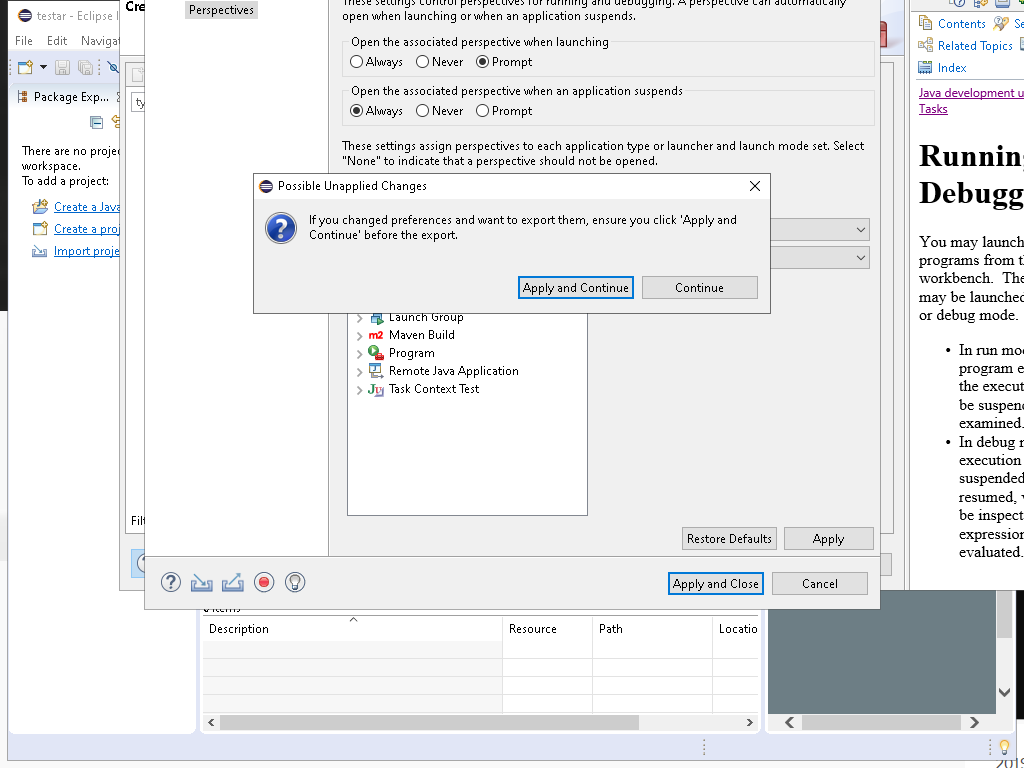 testar - Eclipse I
File Edit Navigat
Package Exp...
There are no proje
workspace.
To add a project:
Create a Java
Create a proj
Import proje
Cre
ty
Filt
Perspectives
These settings control perspectives for running and debugging. A perspective can automatically
open when launching or when an application suspends.
Open the associated perspective when launching
Always Never Prompt
Open the associated perspective when an application suspends
Always Never Prompt
These settings assign perspectives to each application type or launcher and launch mode set. Select
"None" to indicate that a perspective should not be opened.
Possible Unapplied Changes
If you changed preferences and want to export them, ensure you click 'Apply and
Continue' before the export.
Apply and Continue Continue
Launch Group
m2 Maven Build
Program
Remote Java Application
Ju Task Context Test
Restore Defaults Apply
Apply and Close Cancel
Contents Se
Related Topics
Index
Java development u
Tasks
Running
Debugg
You may launch
programs from th
workbench. The
may be launched
or debug mode.
• In run mod
program e
the executi
be suspend
examined.
• In debug m
execution
suspended
resumed, v
be inspect
expression
evaluated.
Items
Description Resource Path Locatio
2019